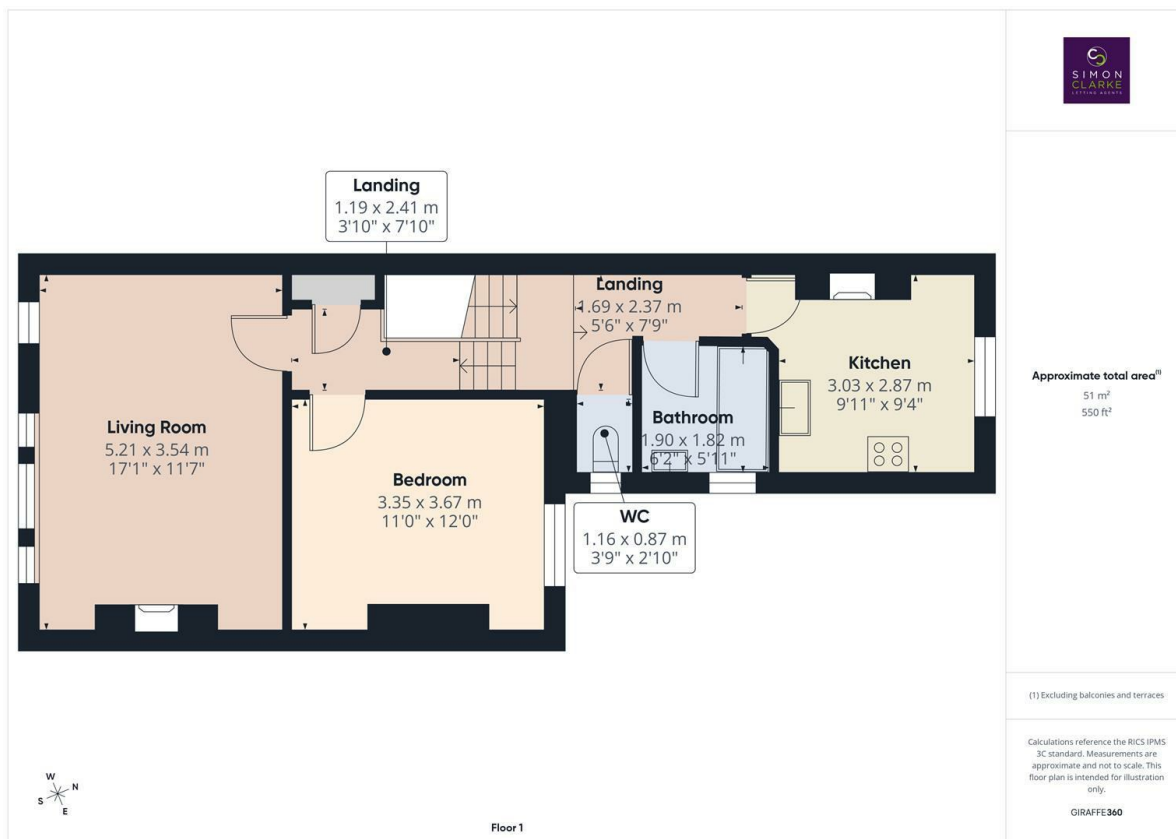 SIMON
CLARKE
LETTING AGENTS
Landing
1.19 x 2.41 m
3'10" x 7'10"
Landing
1.69 x 2.37 m
5'6" x 7'9"
Kitchen
3.03 x 2.87 m
9'11" x 9'4"
Living Room
5.21 x 3.54 m
17'1" x 11'7"
Bathroom
1.90 x 1.82 m
6'2" x 5'11"
Bedroom
3.35 x 3.67 m
11'0" x 12'0"
WC
1.16 x 0.87 m
3'9" x 2'10"
Approximate total area(1)
51 m²
550 ft²
(1) Excluding balconies and terraces
Calculations reference the RICS IPMS
3C standard. Measurements are
approximate and not to scale. This
floor plan is intended for illustration
only.
GIRAFFE360
W
N
S
E
Floor 1